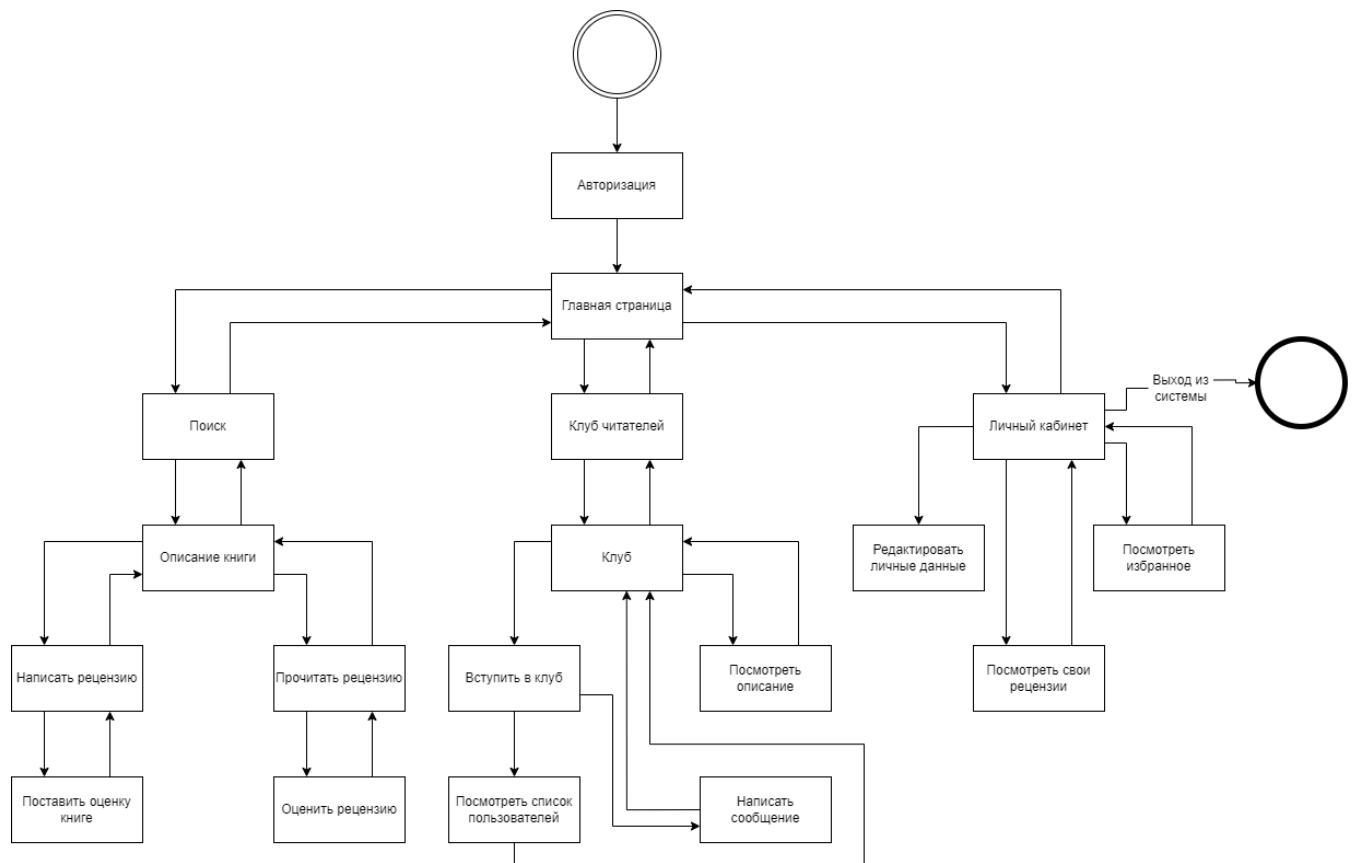 Авторизация
Главная страница
Выход из
системы
Поиск
Клуб читателей
Личный кабинет
Описание книги
Клуб
Редактировать
личные данные
Посмотреть
избранное
Написать рецензию
Прочитать рецензию
Вступить в клуб
Посмотреть
описание
Посмотреть свои
рецензии
Поставить оценку
книге
Оценить рецензию
Посмотреть список
пользователей
Написать
сообщение